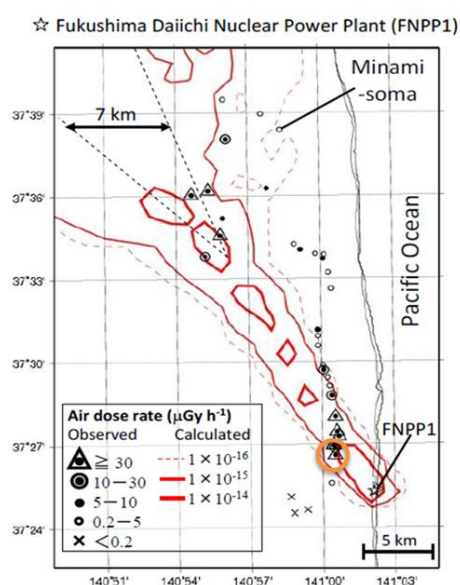 ☆ Fukushima Daiichi Nuclear Power Plant (FNPP1)
Minami
-soma
37°39'
7 km
37°36'
37°33'
Pacific Ocean
37°30'
Air dose rate (μGy h⁻¹)
Observed Calculated
≧ 30 1×10⁻¹⁶
10−30 1×10⁻¹⁵
5−10 1×10⁻¹⁴
0.2−5
<0.2
37°27'
FNPP1
37°24'
5 km
140°51' 140°54' 140°57' 141°00' 141°03'